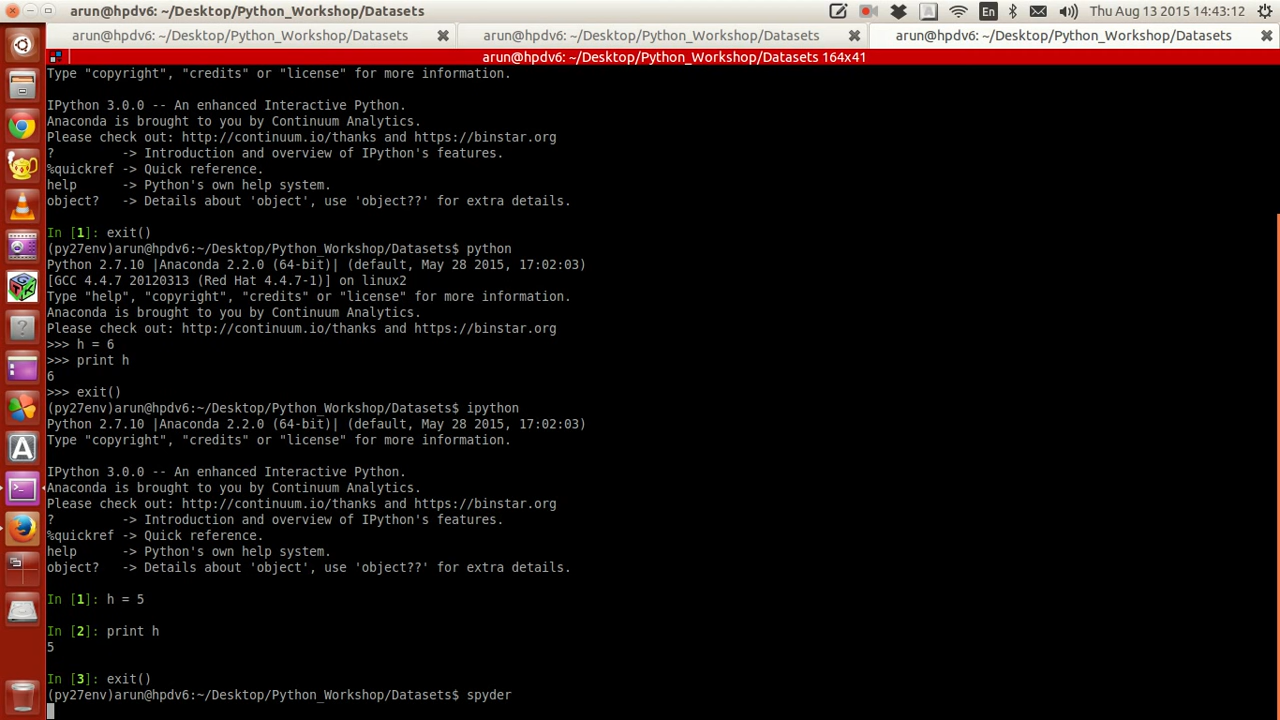 arun@hpdv6: ~/Desktop/Python_Workshop/Datasets
En
Thu Aug 13 2015 14:43:12
arun@hpdv6: ~/Desktop/Python_Workshop/Datasets
arun@hpdv6: ~/Desktop/Python_Workshop/Datasets
arun@hpdv6: ~/Desktop/Python_Workshop/Datasets
arun@hpdv6: ~/Desktop/Python_Workshop/Datasets 164x41
Type "copyright", "credits" or "license" for more information.
IPython 3.0.0 -- An enhanced Interactive Python.
Anaconda is brought to you by Continuum Analytics.
Please check out: http://continuum.io/thanks and https://binstar.org
?         -> Introduction and overview of IPython's features.
%quickref -> Quick reference.
help      -> Python's own help system.
object?   -> Details about 'object', use 'object??' for extra details.
In [1]: exit()
(py27env)arun@hpdv6:~/Desktop/Python_Workshop/Datasets$ python
Python 2.7.10 |Anaconda 2.2.0 (64-bit)| (default, May 28 2015, 17:02:03)
[GCC 4.4.7 20120313 (Red Hat 4.4.7-1)] on linux2
Type "help", "copyright", "credits" or "license" for more information.
Anaconda is brought to you by Continuum Analytics.
Please check out: http://continuum.io/thanks and https://binstar.org
>>> h = 6
>>> print h
6
>>> exit()
(py27env)arun@hpdv6:~/Desktop/Python_Workshop/Datasets$ ipython
Python 2.7.10 |Anaconda 2.2.0 (64-bit)| (default, May 28 2015, 17:02:03)
Type "copyright", "credits" or "license" for more information.
IPython 3.0.0 -- An enhanced Interactive Python.
Anaconda is brought to you by Continuum Analytics.
Please check out: http://continuum.io/thanks and https://binstar.org
?         -> Introduction and overview of IPython's features.
%quickref -> Quick reference.
help      -> Python's own help system.
object?   -> Details about 'object', use 'object??' for extra details.
In [1]: h = 5
In [2]: print h
5
In [3]: exit()
(py27env)arun@hpdv6:~/Desktop/Python_Workshop/Datasets$ spyder